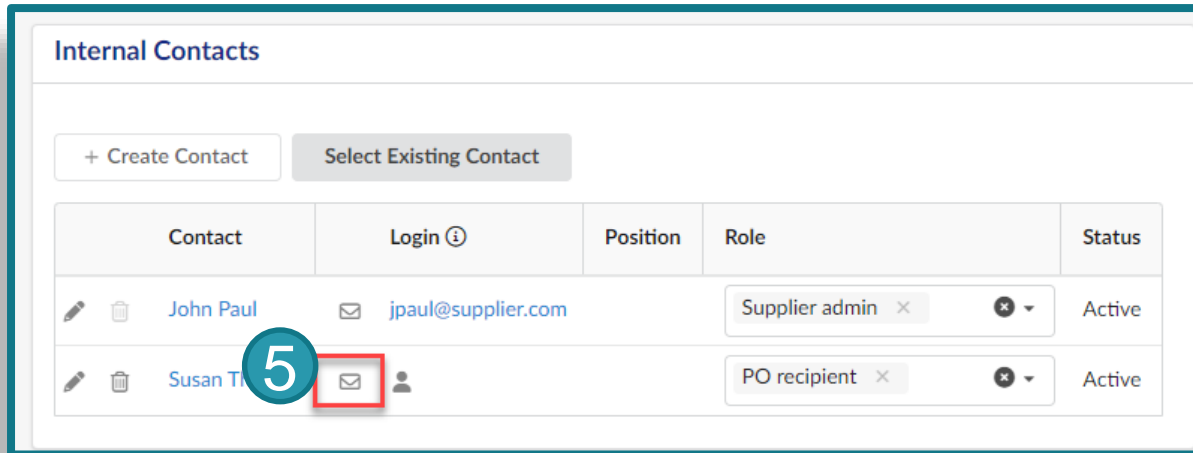 Internal Contacts
+ Create Contact
Select Existing Contact
Contact Login Position Role Status
John Paul jpaul@supplier.com Supplier admin × Active
Susan 5 PO recipient × Active